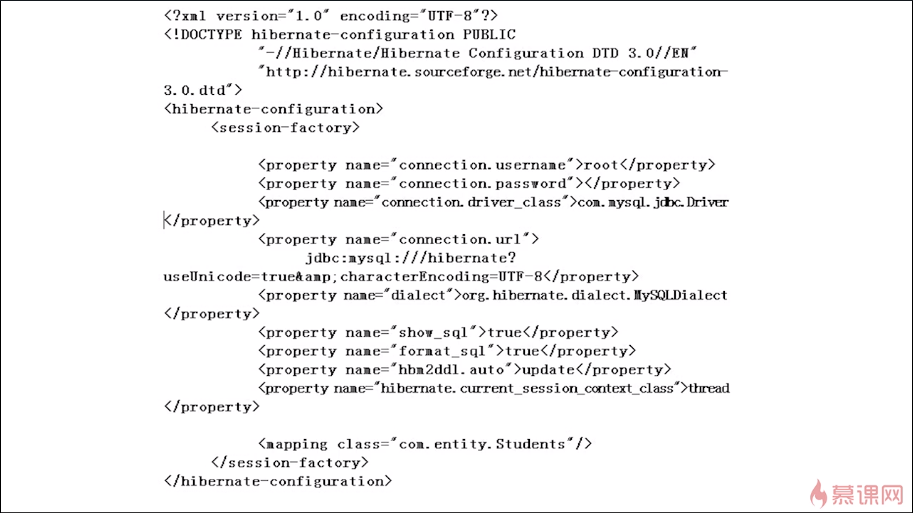 <?xml version="1.0" encoding="UTF-8"?>
<!DOCTYPE hibernate-configuration PUBLIC
"-//Hibernate/Hibernate Configuration DTD 3.0//EN"
"http://hibernate.sourceforge.net/hibernate-configuration-
3.0.dtd">
<hibernate-configuration>
<session-factory>
<property name="connection.username">root</property>
<property name="connection.password"></property>
<property name="connection.driver_class">com.mysql.jdbc.Driver
</property>
<property name="connection.url">
jdbc:mysql:///hibernate?
useUnicode=true&amp;characterEncoding=UTF-8</property>
<property name="dialect">org.hibernate.dialect.MySQLDialect
</property>
<property name="show_sql">true</property>
<property name="format_sql">true</property>
<property name="hbm2ddl.auto">update</property>
<property name="hibernate.current_session_context_class">thread
</property>
<mapping class="com.entity.Students"/>
</session-factory>
</hibernate-configuration>
慕课网